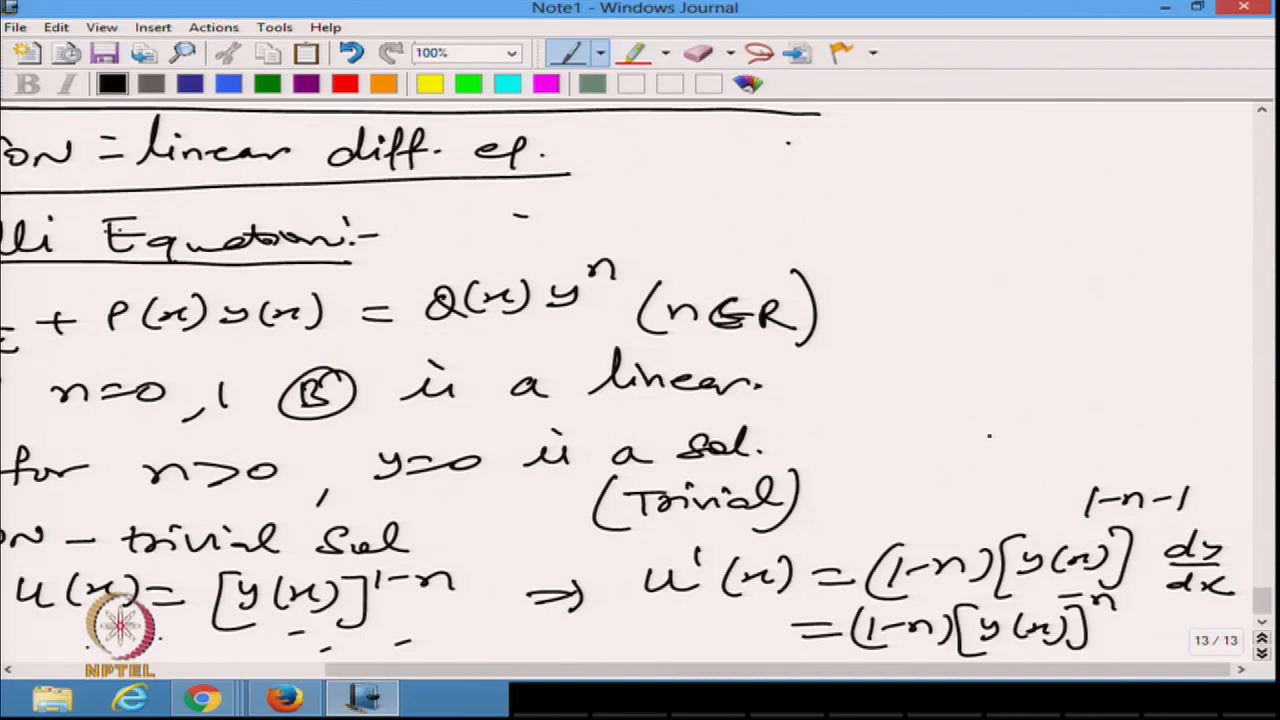 Note1 - Windows Journal
File Edit View Insert Actions Tools Help
100%
B I
ON = linear diff. eq.
lli Equation:-
+ P(x) y(x) = Q(x) y^n (n∈R)
n=0, 1 (B) is a linear.
for n>0, y=0 is a sol.
(Trivial)
ON - trivial Sol
u(x) = [y(x)]^{1-n} ⇒ u'(x) = (1-n)[y(x)]^{1-n-1} dy/dx
= (1-n)[y(x)]^{-n}
13 / 13
NPTEL